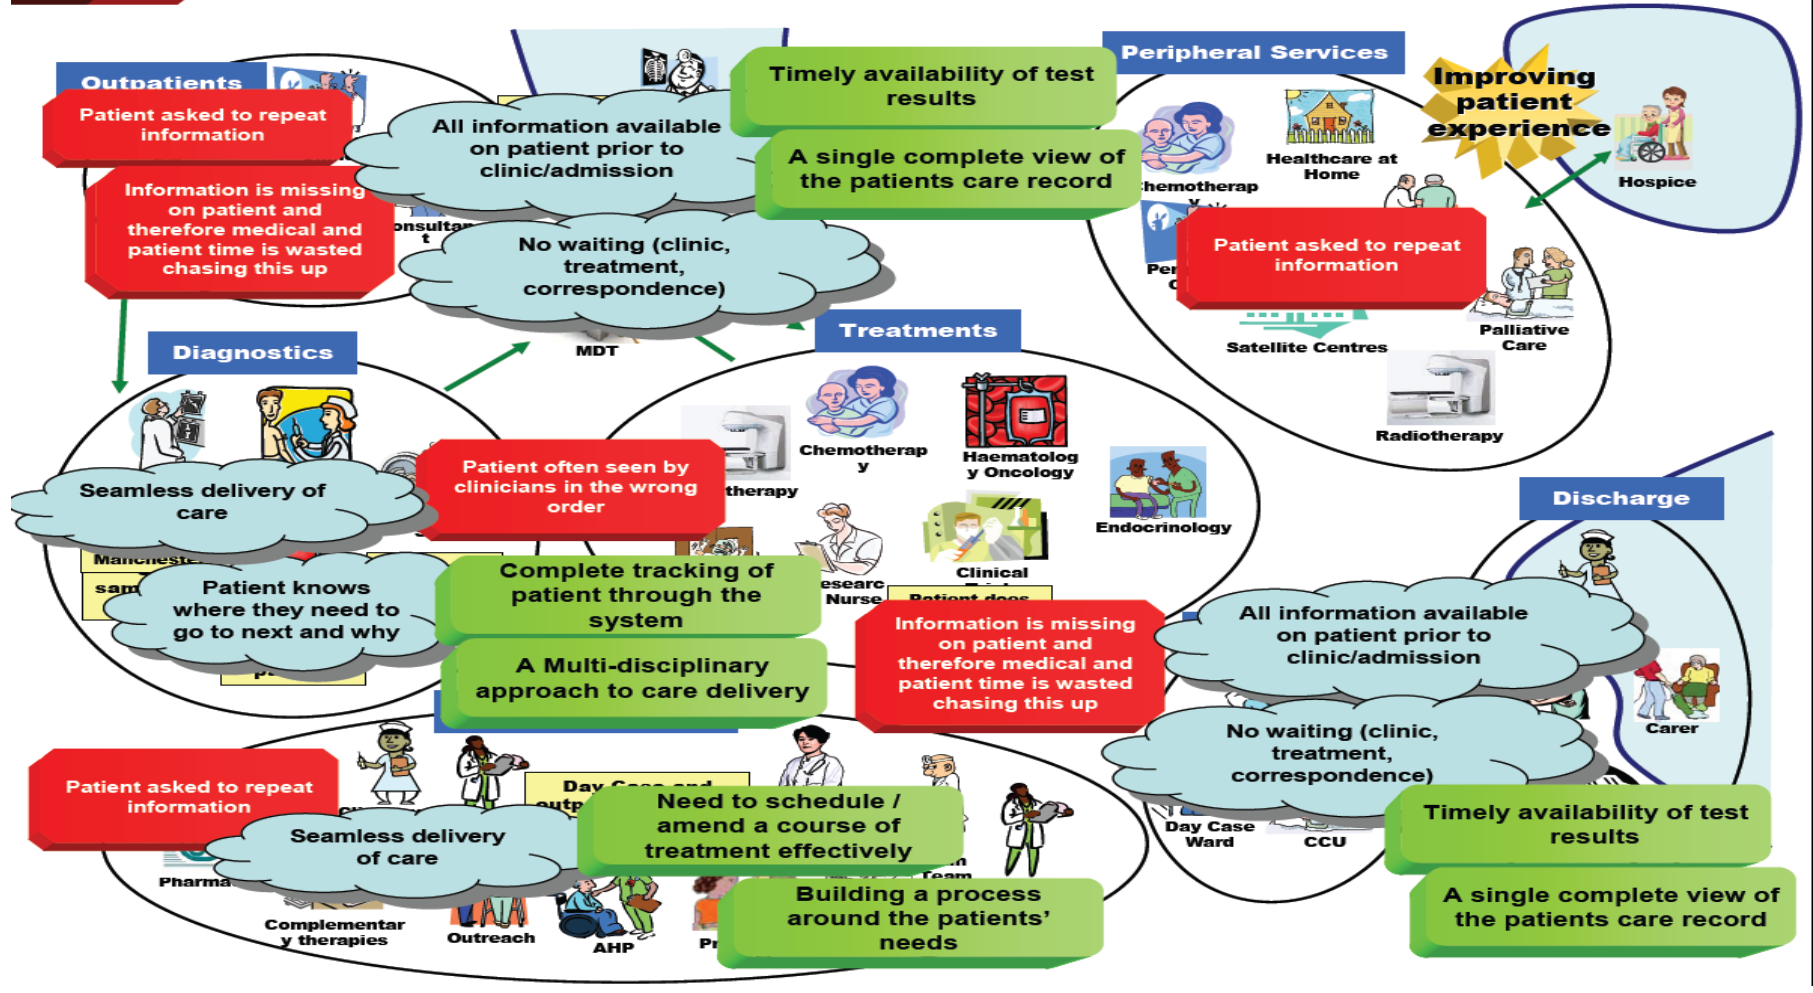 Outpatients
Patient asked to repeat
information
Information is missing
on patient and
therefore medical and
patient time is wasted
chasing this up
All information available
on patient prior to
clinic/admission
No waiting (clinic,
treatment,
correspondence)
MDT
Timely availability of test
results
A single complete view of
the patients care record
Peripheral Services
Healthcare at
Home
Patient asked to repeat
information
Satellite Centres
Palliative
Care
Radiotherapy
Improving
patient
experience
Hospice
Diagnostics
Seamless delivery of
care
Patient knows
where they need to
go to next and why
Treatments
Patient often seen by
clinicians in the wrong
order
Chemotherap
y
Haematolog
y Oncology
Endocrinology
Nurse
Clinical
Patient does
Complete tracking of
patient through the
system
A Multi-disciplinary
approach to care delivery
Information is missing
on patient and
therefore medical and
patient time is wasted
chasing this up
Discharge
All information available
on patient prior to
clinic/admission
Carer
No waiting (clinic,
treatment,
correspondence)
Day Case
Ward
CCU
Timely availability of test
results
A single complete view of
the patients care record
Patient asked to repeat
information
Seamless delivery
of care
Day Case and
Need to schedule /
amend a course of
treatment effectively
Team
Building a process
around the patients'
needs
Complementar
y therapies
Outreach
AHP